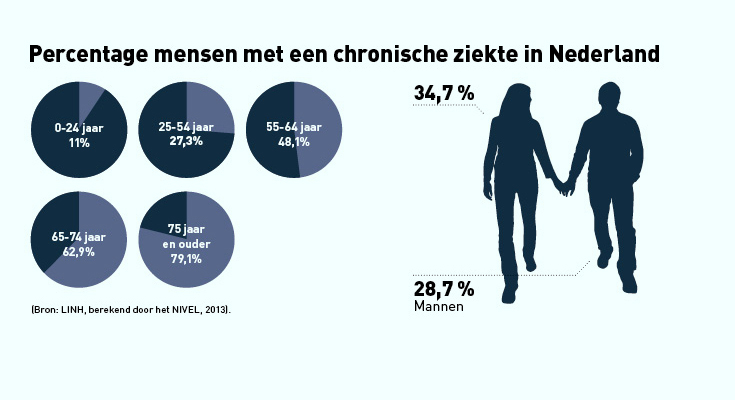 Percentage mensen met een chronische ziekte in Nederland
0-24 jaar
11%
25-54 jaar
27,3%
55-64 jaar
48,1%
65-74 jaar
62,9%
75 jaar
en ouder
79,1%
(Bron: LINH, berekend door het NIVEL, 2013).
34,7 %
28,7 %
Mannen